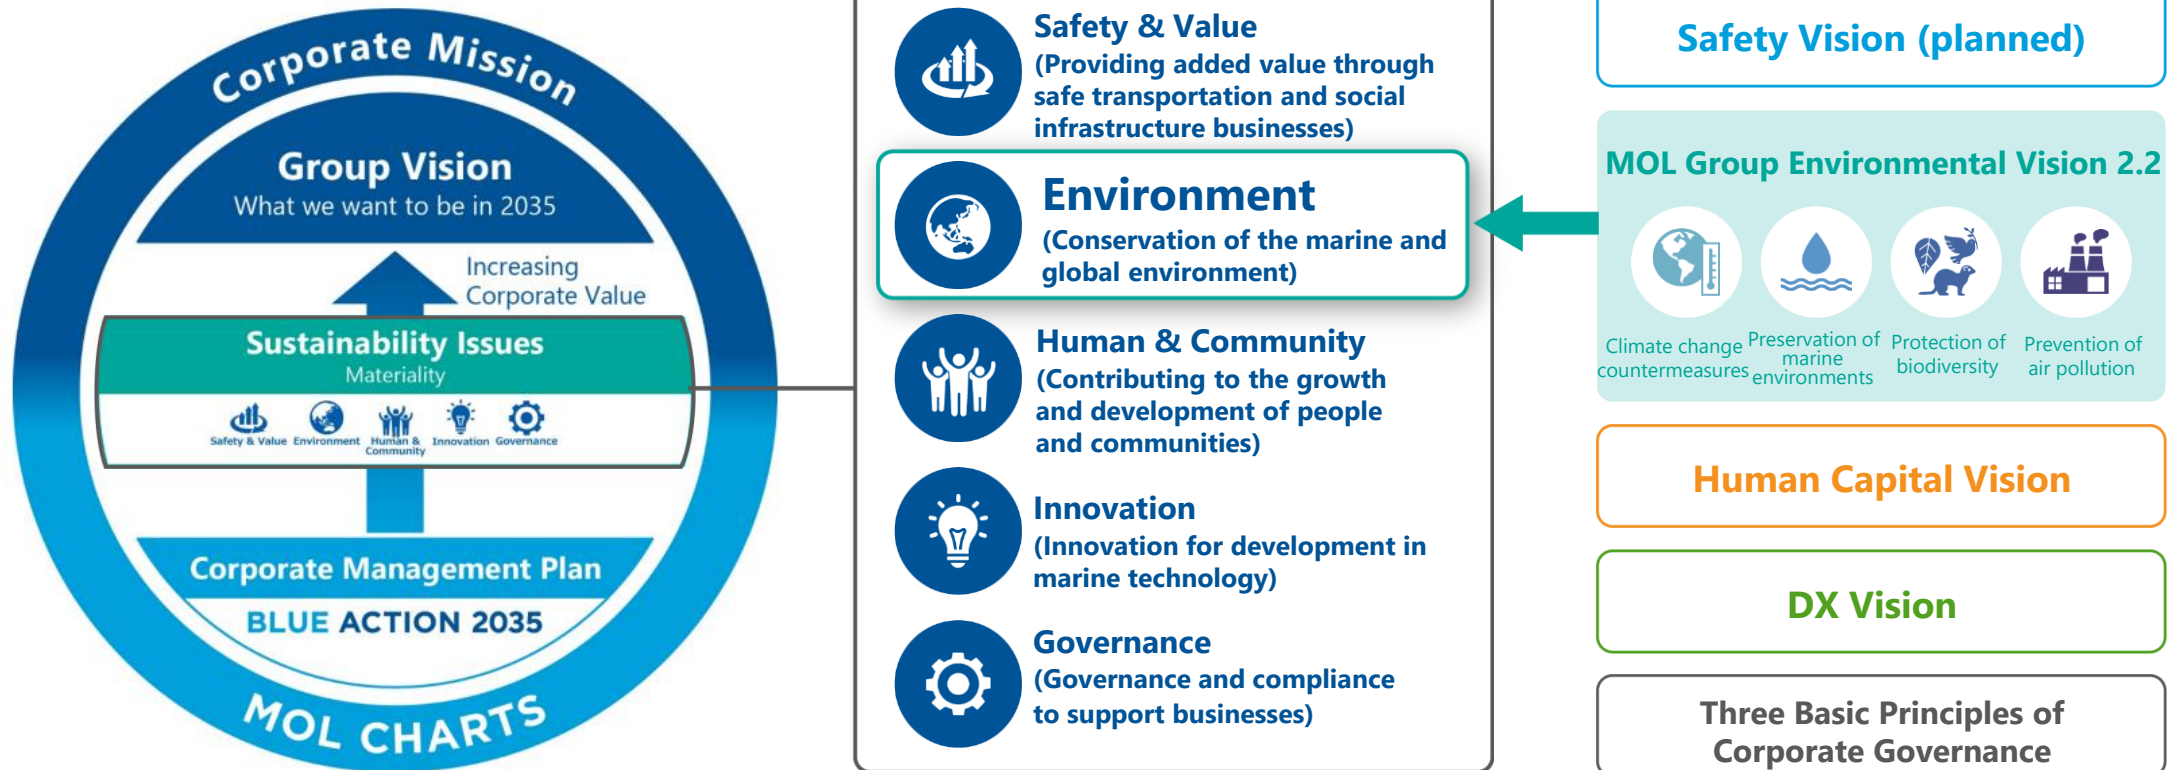 Corporate Mission
Group Vision
What we want to be in 2035
Increasing
Corporate Value
Sustainability Issues
Materiality
Safety & Value
Environment
Human &
Community
Innovation
Governance
Corporate Management Plan
BLUE ACTION 2035
MOL CHARTS
Safety & Value
(Providing added value through
safe transportation and social
infrastructure businesses)
Environment
(Conservation of the marine and
global environment)
Human & Community
(Contributing to the growth
and development of people
and communities)
Innovation
(Innovation for development in
marine technology)
Governance
(Governance and compliance
to support businesses)
Safety Vision (planned)
MOL Group Environmental Vision 2.2
Climate change
countermeasures
Preservation of
marine
environments
Protection of
biodiversity
Prevention of
air pollution
Human Capital Vision
DX Vision
Three Basic Principles of
Corporate Governance